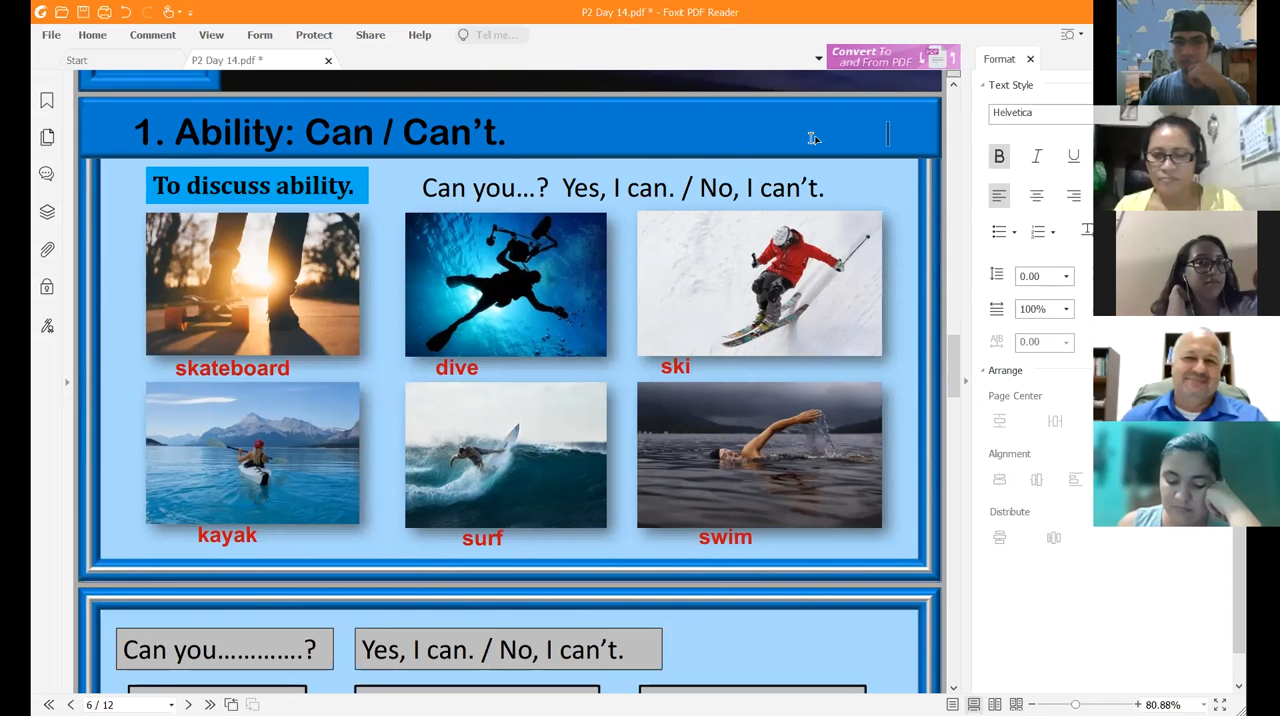 P2 Day 14.pdf * - Foxit PDF Reader
File Home Comment View Form Protect Share Help Tell me...
Start P2 Day 14.pdf *
Convert To
and From PDF
PDF
Format
Text Style
Helvetica
B I U
0.00
100%
0.00
Arrange
Page Center
Alignment
Distribute
1. Ability: Can / Can’t.
To discuss ability.
Can you...? Yes, I can. / No, I can’t.
skateboard
dive
ski
kayak
surf
swim
Can you………….?
Yes, I can. / No, I can’t.
6 / 12
80.88%